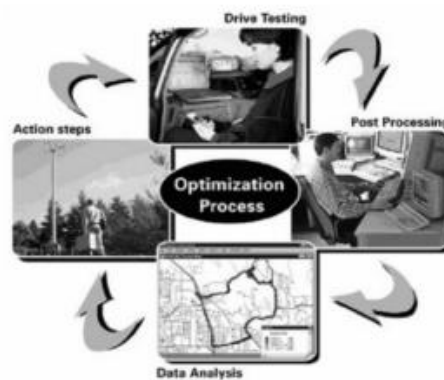 Drive Testing
Action steps
Post Processing
Optimization
Process
Data Analysis